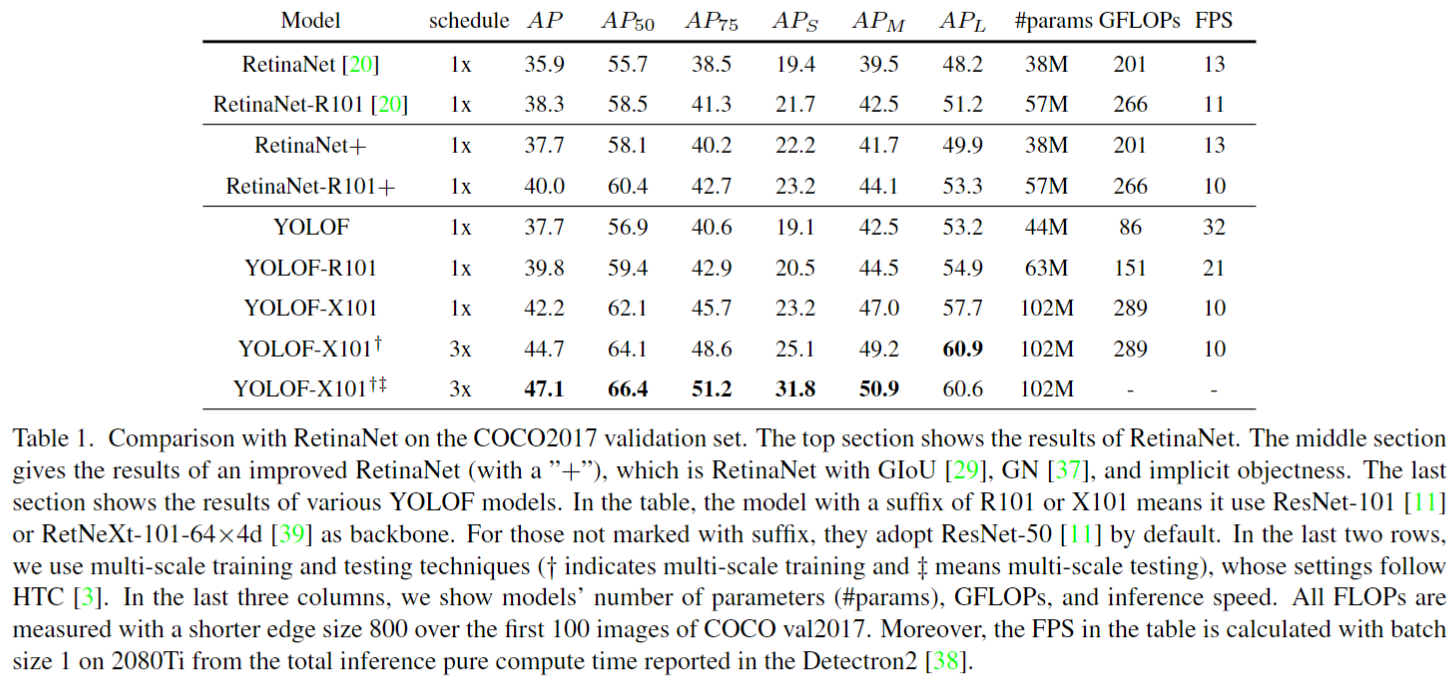 Model schedule AP AP50 AP75 APS APM APL #params GFLOPs FPS
RetinaNet [20] 1x 35.9 55.7 38.5 19.4 39.5 48.2 38M 201 13
RetinaNet-R101 [20] 1x 38.3 58.5 41.3 21.7 42.5 51.2 57M 266 11
RetinaNet+ 1x 37.7 58.1 40.2 22.2 41.7 49.9 38M 201 13
RetinaNet-R101+ 1x 40.0 60.4 42.7 23.2 44.1 53.3 57M 266 10
YOLOF 1x 37.7 56.9 40.6 19.1 42.5 53.2 44M 86 32
YOLOF-R101 1x 39.8 59.4 42.9 20.5 44.5 54.9 63M 151 21
YOLOF-X101 1x 42.2 62.1 45.7 23.2 47.0 57.7 102M 289 10
YOLOF-X101† 3x 44.7 64.1 48.6 25.1 49.2 60.9 102M 289 10
YOLOF-X101†‡ 3x 47.1 66.4 51.2 31.8 50.9 60.6 102M - -
Table 1. Comparison with RetinaNet on the COCO2017 validation set. The top section shows the results of RetinaNet. The middle section
gives the results of an improved RetinaNet (with a ”+”), which is RetinaNet with GIoU [29], GN [37], and implicit objectness. The last
section shows the results of various YOLOF models. In the table, the model with a suffix of R101 or X101 means it use ResNet-101 [11]
or RetNeXt-101-64×4d [39] as backbone. For those not marked with suffix, they adopt ResNet-50 [11] by default. In the last two rows,
we use multi-scale training and testing techniques († indicates multi-scale training and ‡ means multi-scale testing), whose settings follow
HTC [3]. In the last three columns, we show models’ number of parameters (#params), GFLOPs, and inference speed. All FLOPs are
measured with a shorter edge size 800 over the first 100 images of COCO val2017. Moreover, the FPS in the table is calculated with batch
size 1 on 2080Ti from the total inference pure compute time reported in the Detectron2 [38].